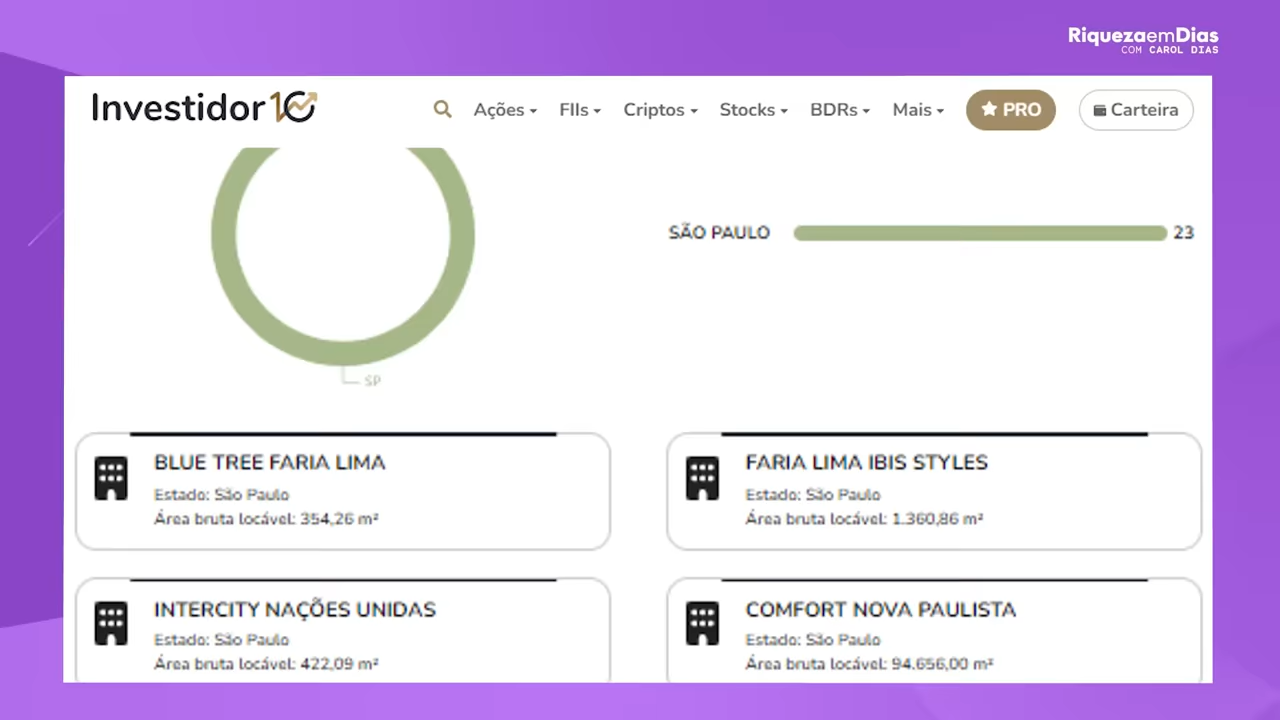 RiquezaemDias
COM CAROL DIAS
Investidor 10
Ações
FIIs
Criptos
Stocks
BDRs
Mais
PRO
Carteira
SÃO PAULO 23
SP
BLUE TREE FARIA LIMA
Estado: São Paulo
Área bruta locável: 354,26 m²
FARIA LIMA IBIS STYLES
Estado: São Paulo
Área bruta locável: 1.360,86 m²
INTERCITY NAÇÕES UNIDAS
Estado: São Paulo
Área bruta locável: 422,09 m²
COMFORT NOVA PAULISTA
Estado: São Paulo
Área bruta locável: 94.656,00 m²